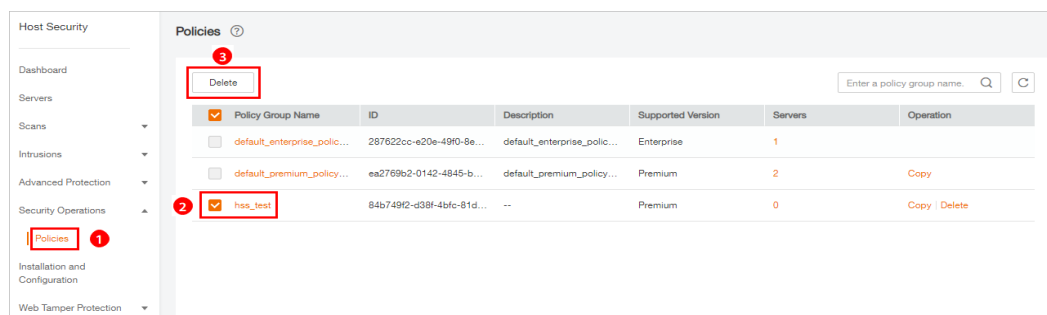 Host Security
Policies ?
Dashboard
3
Delete
Enter a policy group name.
Servers
Policy Group Name ID Description Supported Version Servers Operation
Scans
default_enterprise_polic... 287622cc-e20e-49f0-8e... default_enterprise_polic... Enterprise 1
Intrusions
default_premium_policy... ea2769b2-0142-4845-b... default_premium_policy... Premium 2 Copy
Advanced Protection
2 hss_test 84b749f2-d38f-4bfc-81d... -- Premium 0 Copy | Delete
Security Operations
Policies 1
Installation and
Configuration
Web Tamper Protection